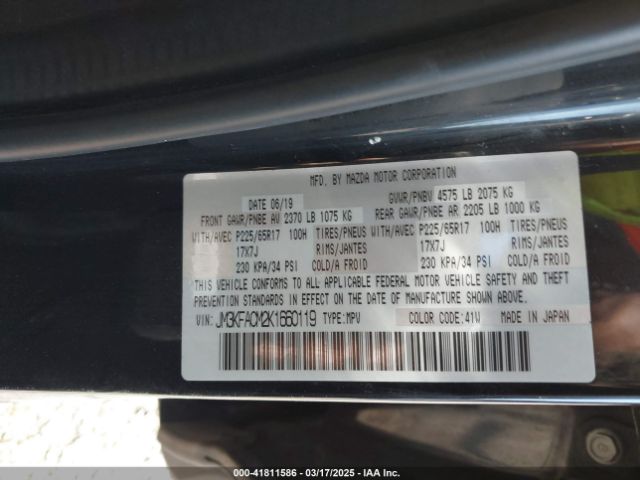 MFD. BY MAZDA MOTOR CORPORATION
DATE 06/19 GVWR/PNBV 4575 LB 2075 KG
FRONT GAWR/PNBE AV 2370 LB 1075 KG REAR GAWR/PNBE AR 2205 LB 1000 KG
WITH/AVEC P225/65R17 100H TIRES/PNEUS WITH/AVEC P225/65R17 100H TIRES/PNEUS
17X7J RIMS/JANTES 17X7J RIMS/JANTES
230 KPA/34 PSI COLD/A FROID 230 KPA/34 PSI COLD/A FROID
THIS VEHICLE CONFORMS TO ALL APPLICABLE FEDERAL MOTOR VEHICLE SAFETY AND THEFT
PREVENTION STANDARDS IN EFFECT ON THE DATE OF MANUFACTURE SHOWN ABOVE.
VIN: JM3KFACM2K1660119 TYPE:MPV COLOR CODE:41W MADE IN JAPAN
000-41811586 - 03/17/2025 - IAA Inc.